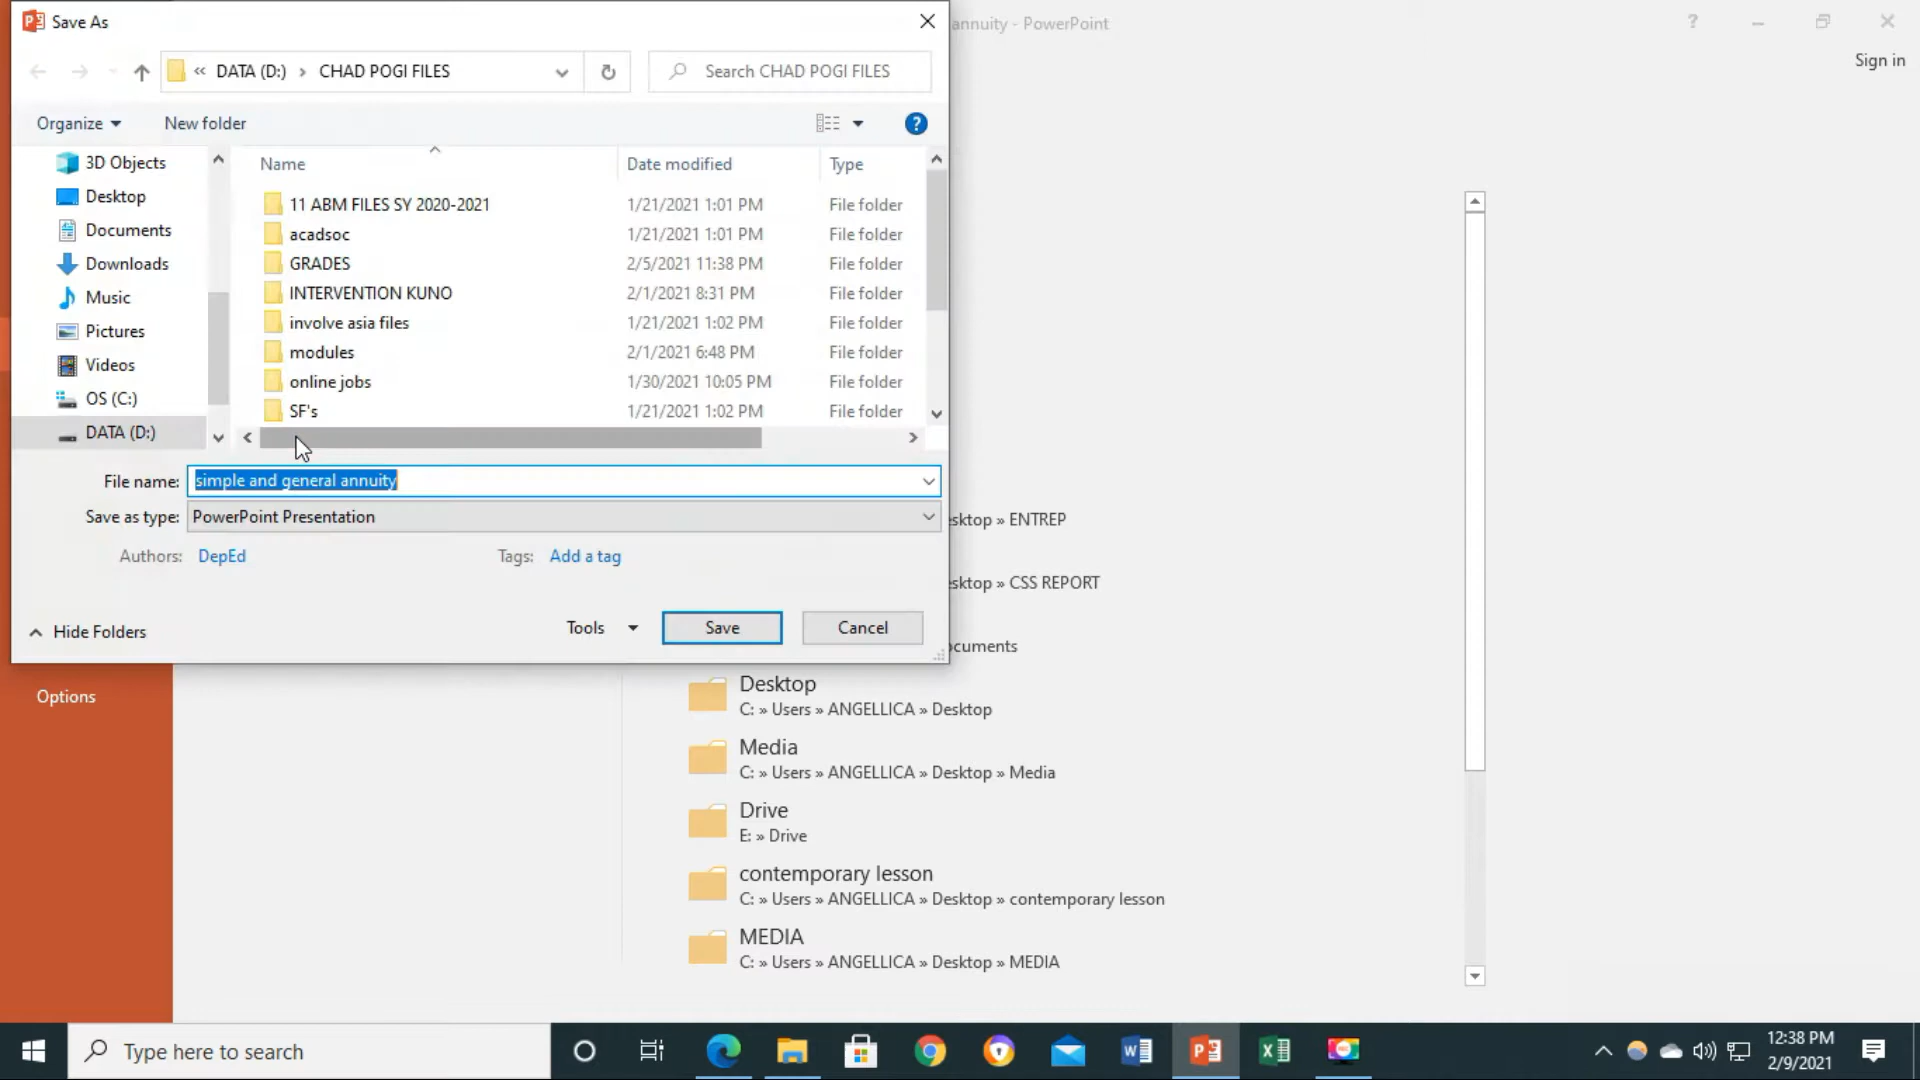 Save As
annuity - PowerPoint
Sign in
« DATA (D:) › CHAD POGI FILES
Search CHAD POGI FILES
Organize
New folder
Name
Date modified
Type
3D Objects
Desktop
Documents
Downloads
Music
Pictures
Videos
OS (C:)
DATA (D:)
11 ABM FILES SY 2020-2021 1/21/2021 1:01 PM File folder
acadsoc 1/21/2021 1:01 PM File folder
GRADES 2/5/2021 11:38 PM File folder
INTERVENTION KUNO 2/1/2021 8:31 PM File folder
involve asia files 1/21/2021 1:02 PM File folder
modules 2/1/2021 6:48 PM File folder
online jobs 1/30/2021 10:05 PM File folder
SF's 1/21/2021 1:02 PM File folder
File name: simple and general annuity
Save as type: PowerPoint Presentation
Authors: DepEd Tags: Add a tag
Hide Folders
Tools
Save
Cancel
sktop » ENTREP
sktop » CSS REPORT
cuments
Options
Desktop
C: » Users » ANGELLICA » Desktop
Media
C: » Users » ANGELLICA » Desktop » Media
Drive
E: » Drive
contemporary lesson
C: » Users » ANGELLICA » Desktop » contemporary lesson
MEDIA
C: » Users » ANGELLICA » Desktop » MEDIA
Type here to search
12:38 PM
2/9/2021